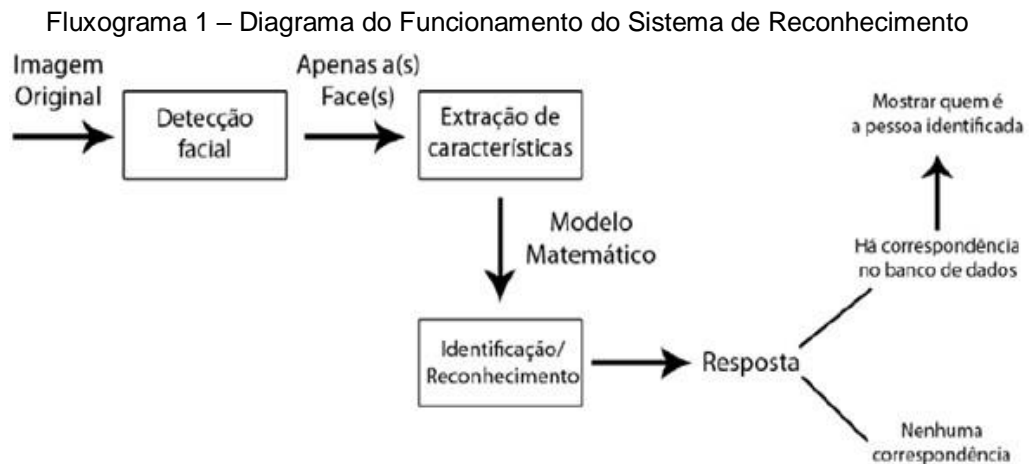 Fluxograma 1 – Diagrama do Funcionamento do Sistema de Reconhecimento
Imagem
Original
Detecção
facial
Apenas a(s)
Face(s)
Extração de
características
Modelo
Matemático
Identificação/
Reconhecimento
Resposta
Há correspondência
no banco de dados
Mostrar quem é
a pessoa identificada
Nenhuma
correspondência